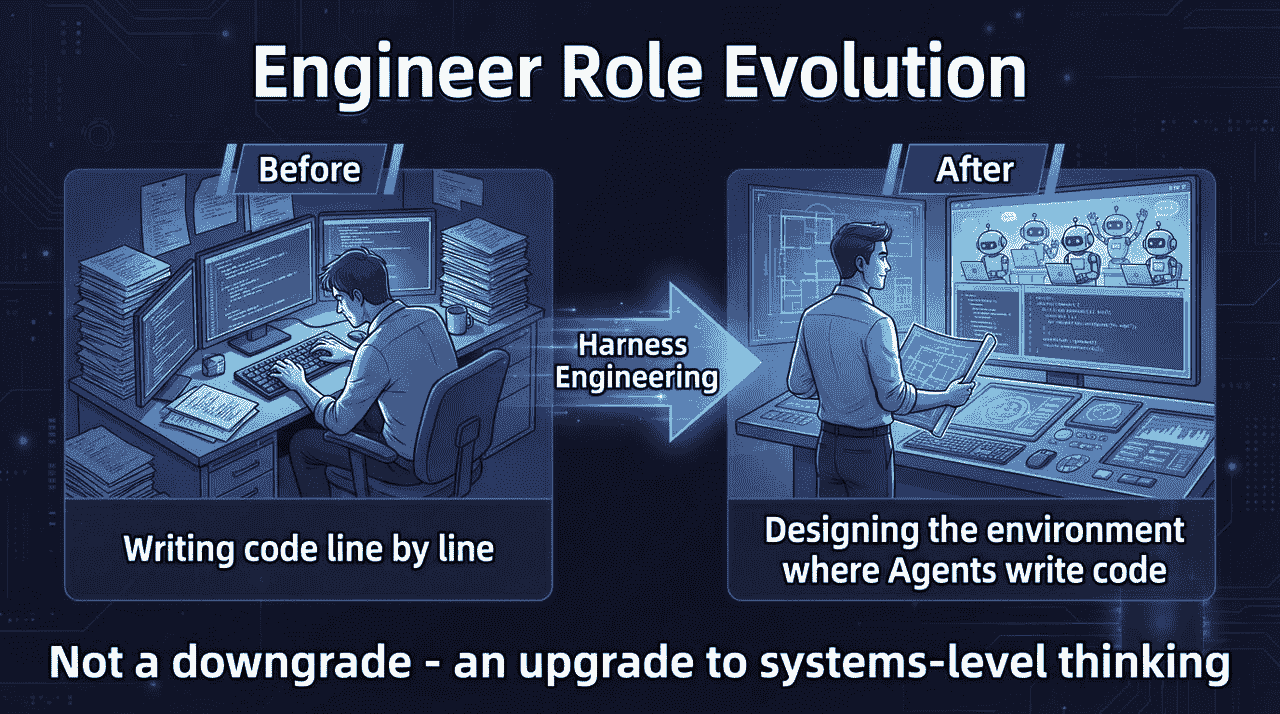 Engineer Role Evolution
Before
After
Harness
Engineering
Writing code line by line
Designing the environment
where Agents write code
Not a downgrade - an upgrade to systems-level thinking